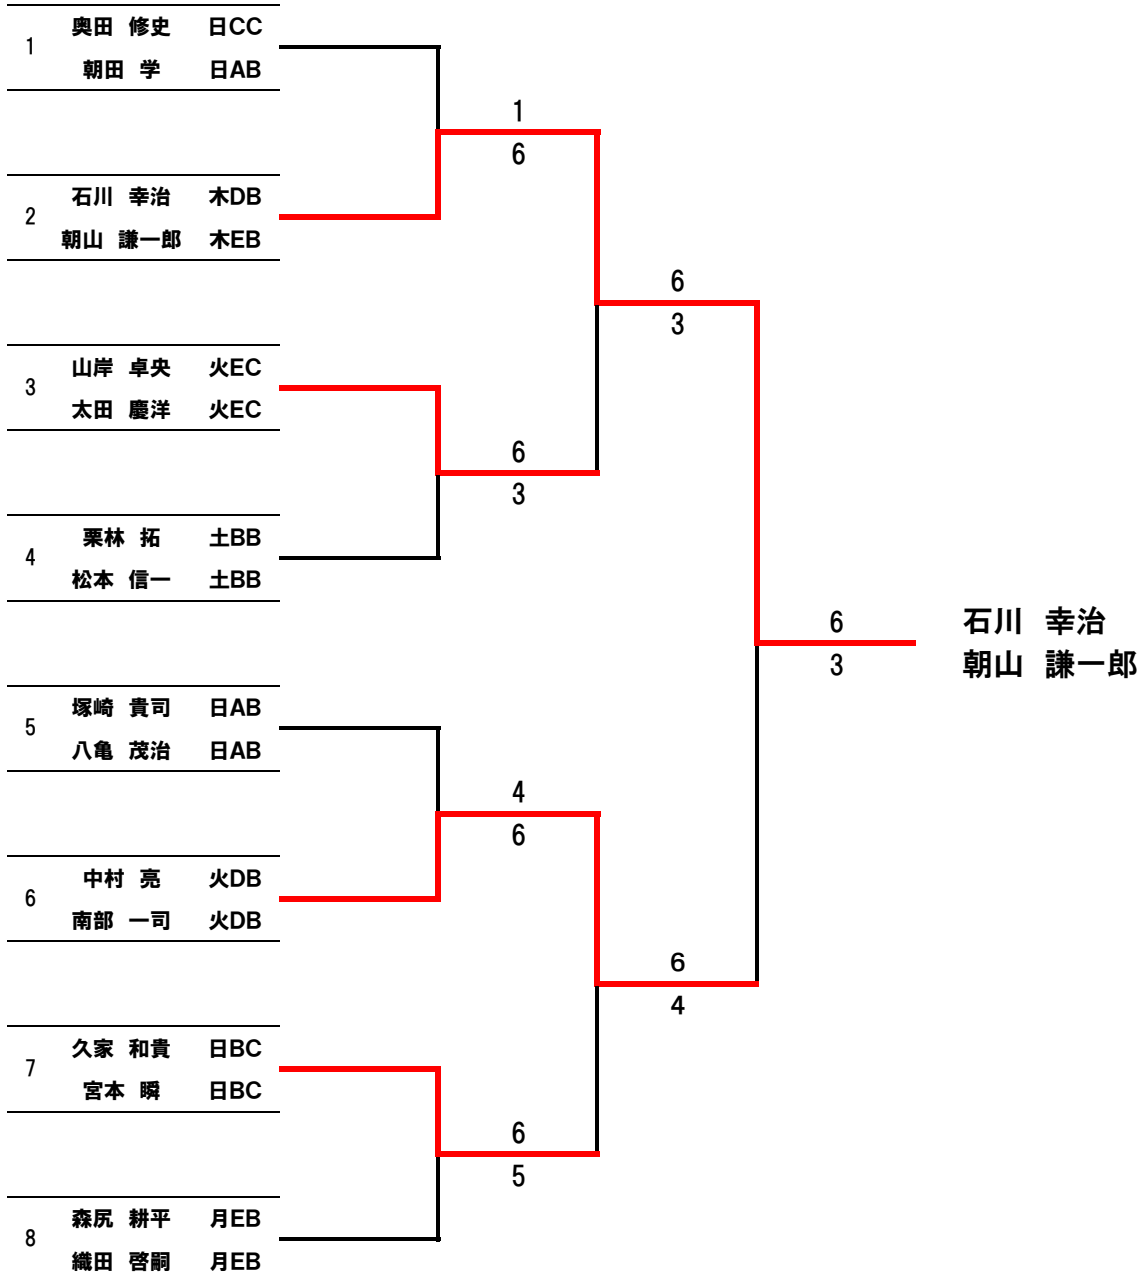 奥田 修史 日CC
1
朝田 学 日AB
1
6
石川 幸治 木DB
2
朝山 謙一郎 木EB
6
3
山岸 卓央 火EC
3
太田 慶洋 火EC
6
3
栗林 拓 土BB
4
松本 信一 土BB
6
3
石川 幸治
朝山 謙一郎
塚崎 貴司 日AB
5
八亀 茂治 日AB
4
6
中村 亮 火DB
6
南部 一司 火DB
6
4
久家 和貴 日BC
7
宮本 瞬 日BC
6
5
森尻 耕平 月EB
8
織田 啓嗣 月EB